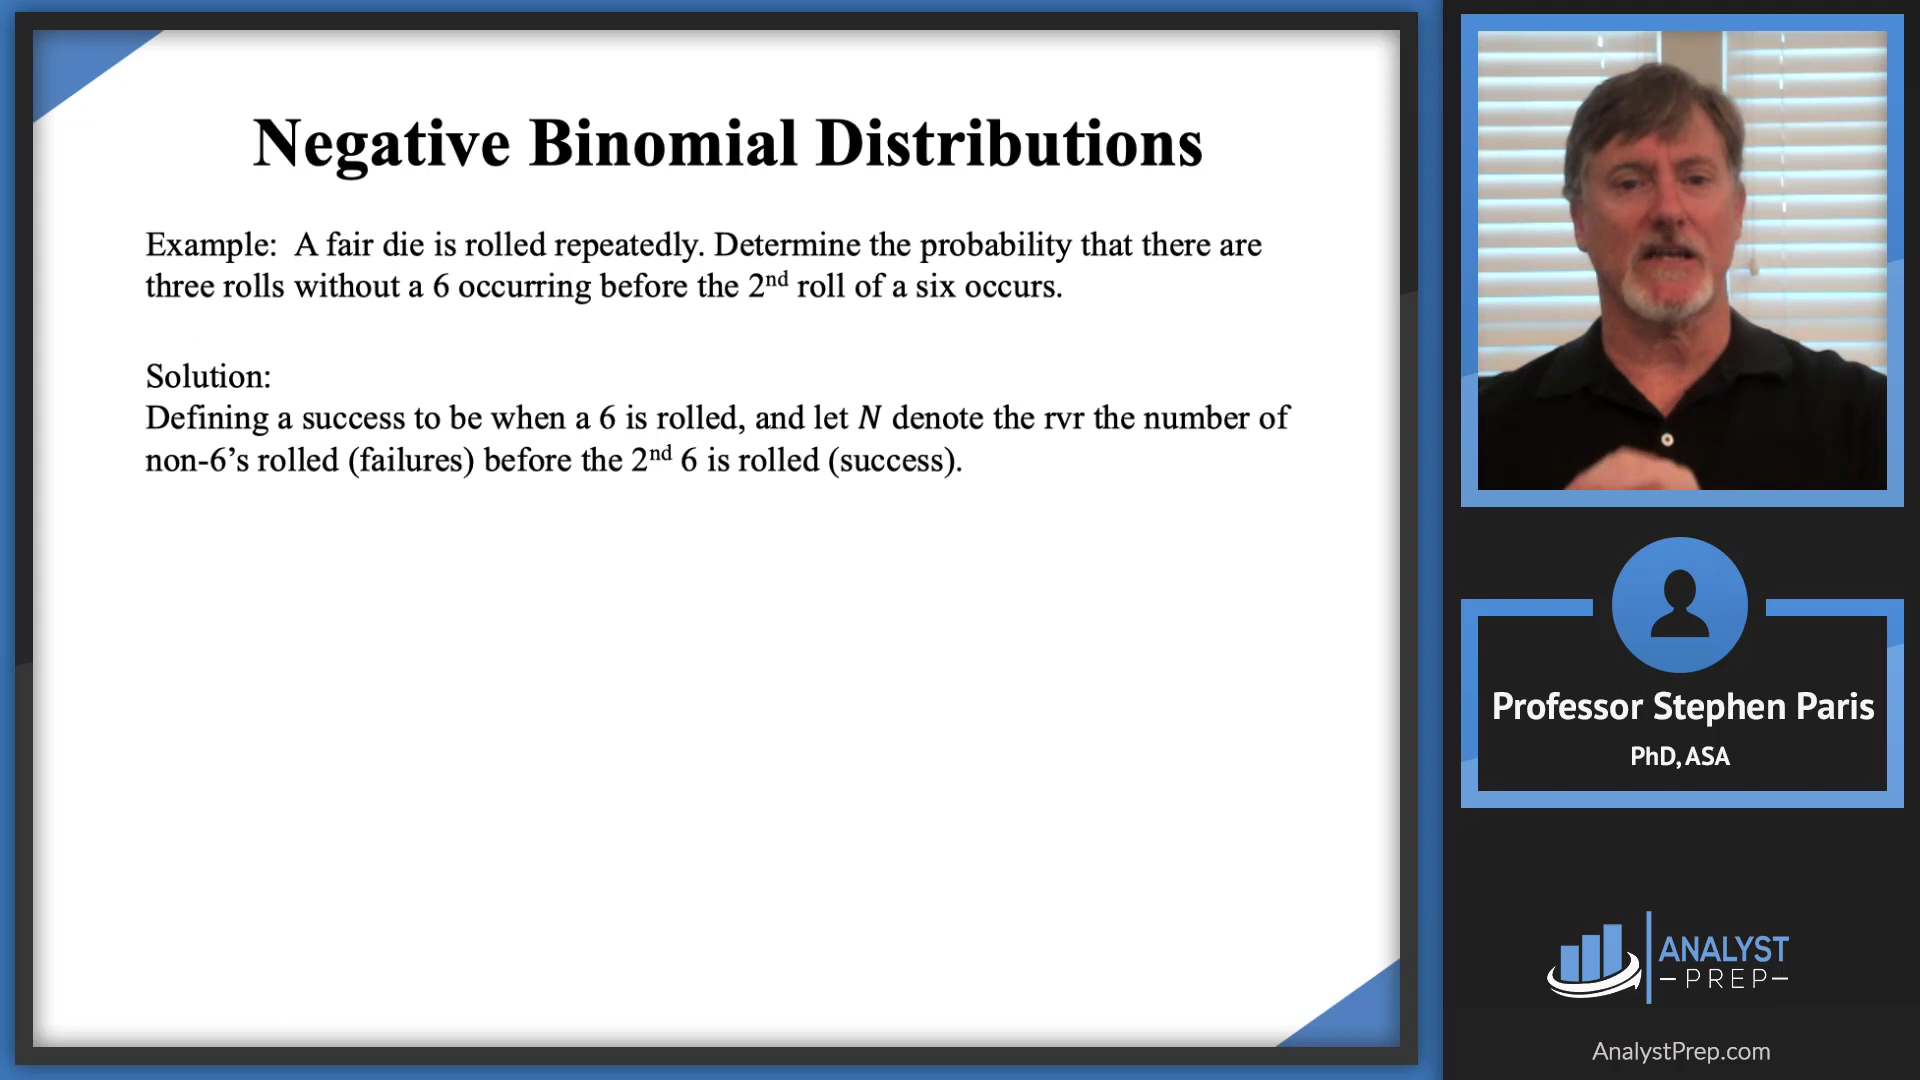 Negative Binomial Distributions
Example: A fair die is rolled repeatedly. Determine the probability that there are
three rolls without a 6 occurring before the 2nd roll of a six occurs.
Solution:
Defining a success to be when a 6 is rolled, and let N denote the rvr the number of
non-6’s rolled (failures) before the 2nd 6 is rolled (success).
Professor Stephen Paris
PhD, ASA
ANALYST
PREP
AnalystPrep.com